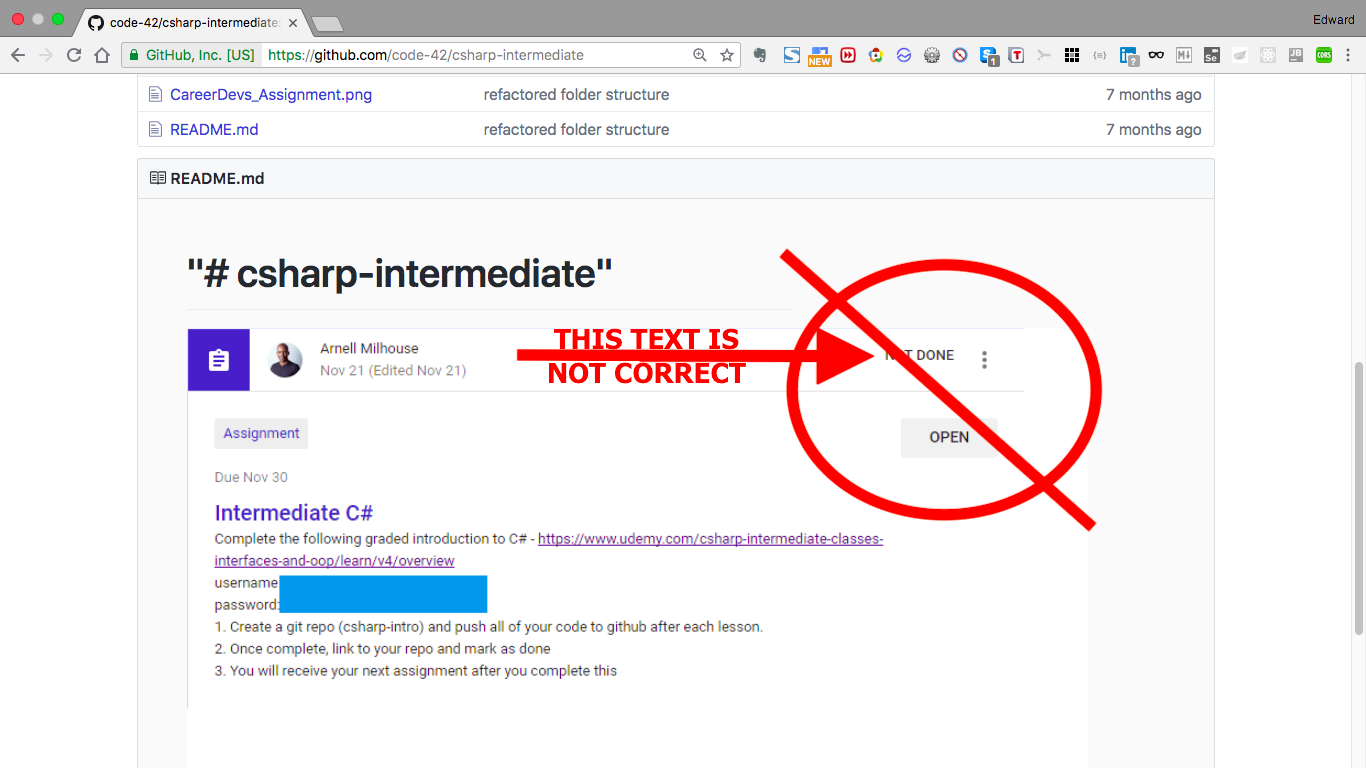 code-42/csharp-intermediate:
Edward
GitHub, Inc. [US]
https://github.com/code-42/csharp-intermediate
NEW
1
T
?
M
Se
JB
CORS
CareerDevs_Assignment.png refactored folder structure 7 months ago
README.md refactored folder structure 7 months ago
README.md
"# csharp-intermediate"
THIS TEXT IS
NOT CORRECT
Arnell Milhouse
Nov 21 (Edited Nov 21)
NOT DONE
Assignment
OPEN
Due Nov 30
Intermediate C#
Complete the following graded introduction to C# - https://www.udemy.com/csharp-intermediate-classes-
interfaces-and-oop/learn/v4/overview
username
password:
1. Create a git repo (csharp-intro) and push all of your code to github after each lesson.
2. Once complete, link to your repo and mark as done
3. You will receive your next assignment after you complete this